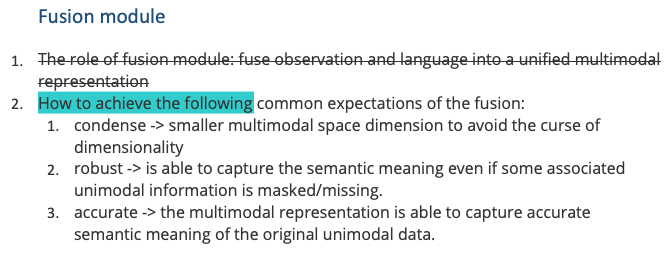 Fusion module
1. The role of fusion module: fuse observation and language into a unified multimodal
representation
2. How to achieve the following common expectations of the fusion:
1. condense -> smaller multimodal space dimension to avoid the curse of
dimensionality
2. robust -> is able to capture the semantic meaning even if some associated
unimodal information is masked/missing.
3. accurate -> the multimodal representation is able to capture accurate
semantic meaning of the original unimodal data.